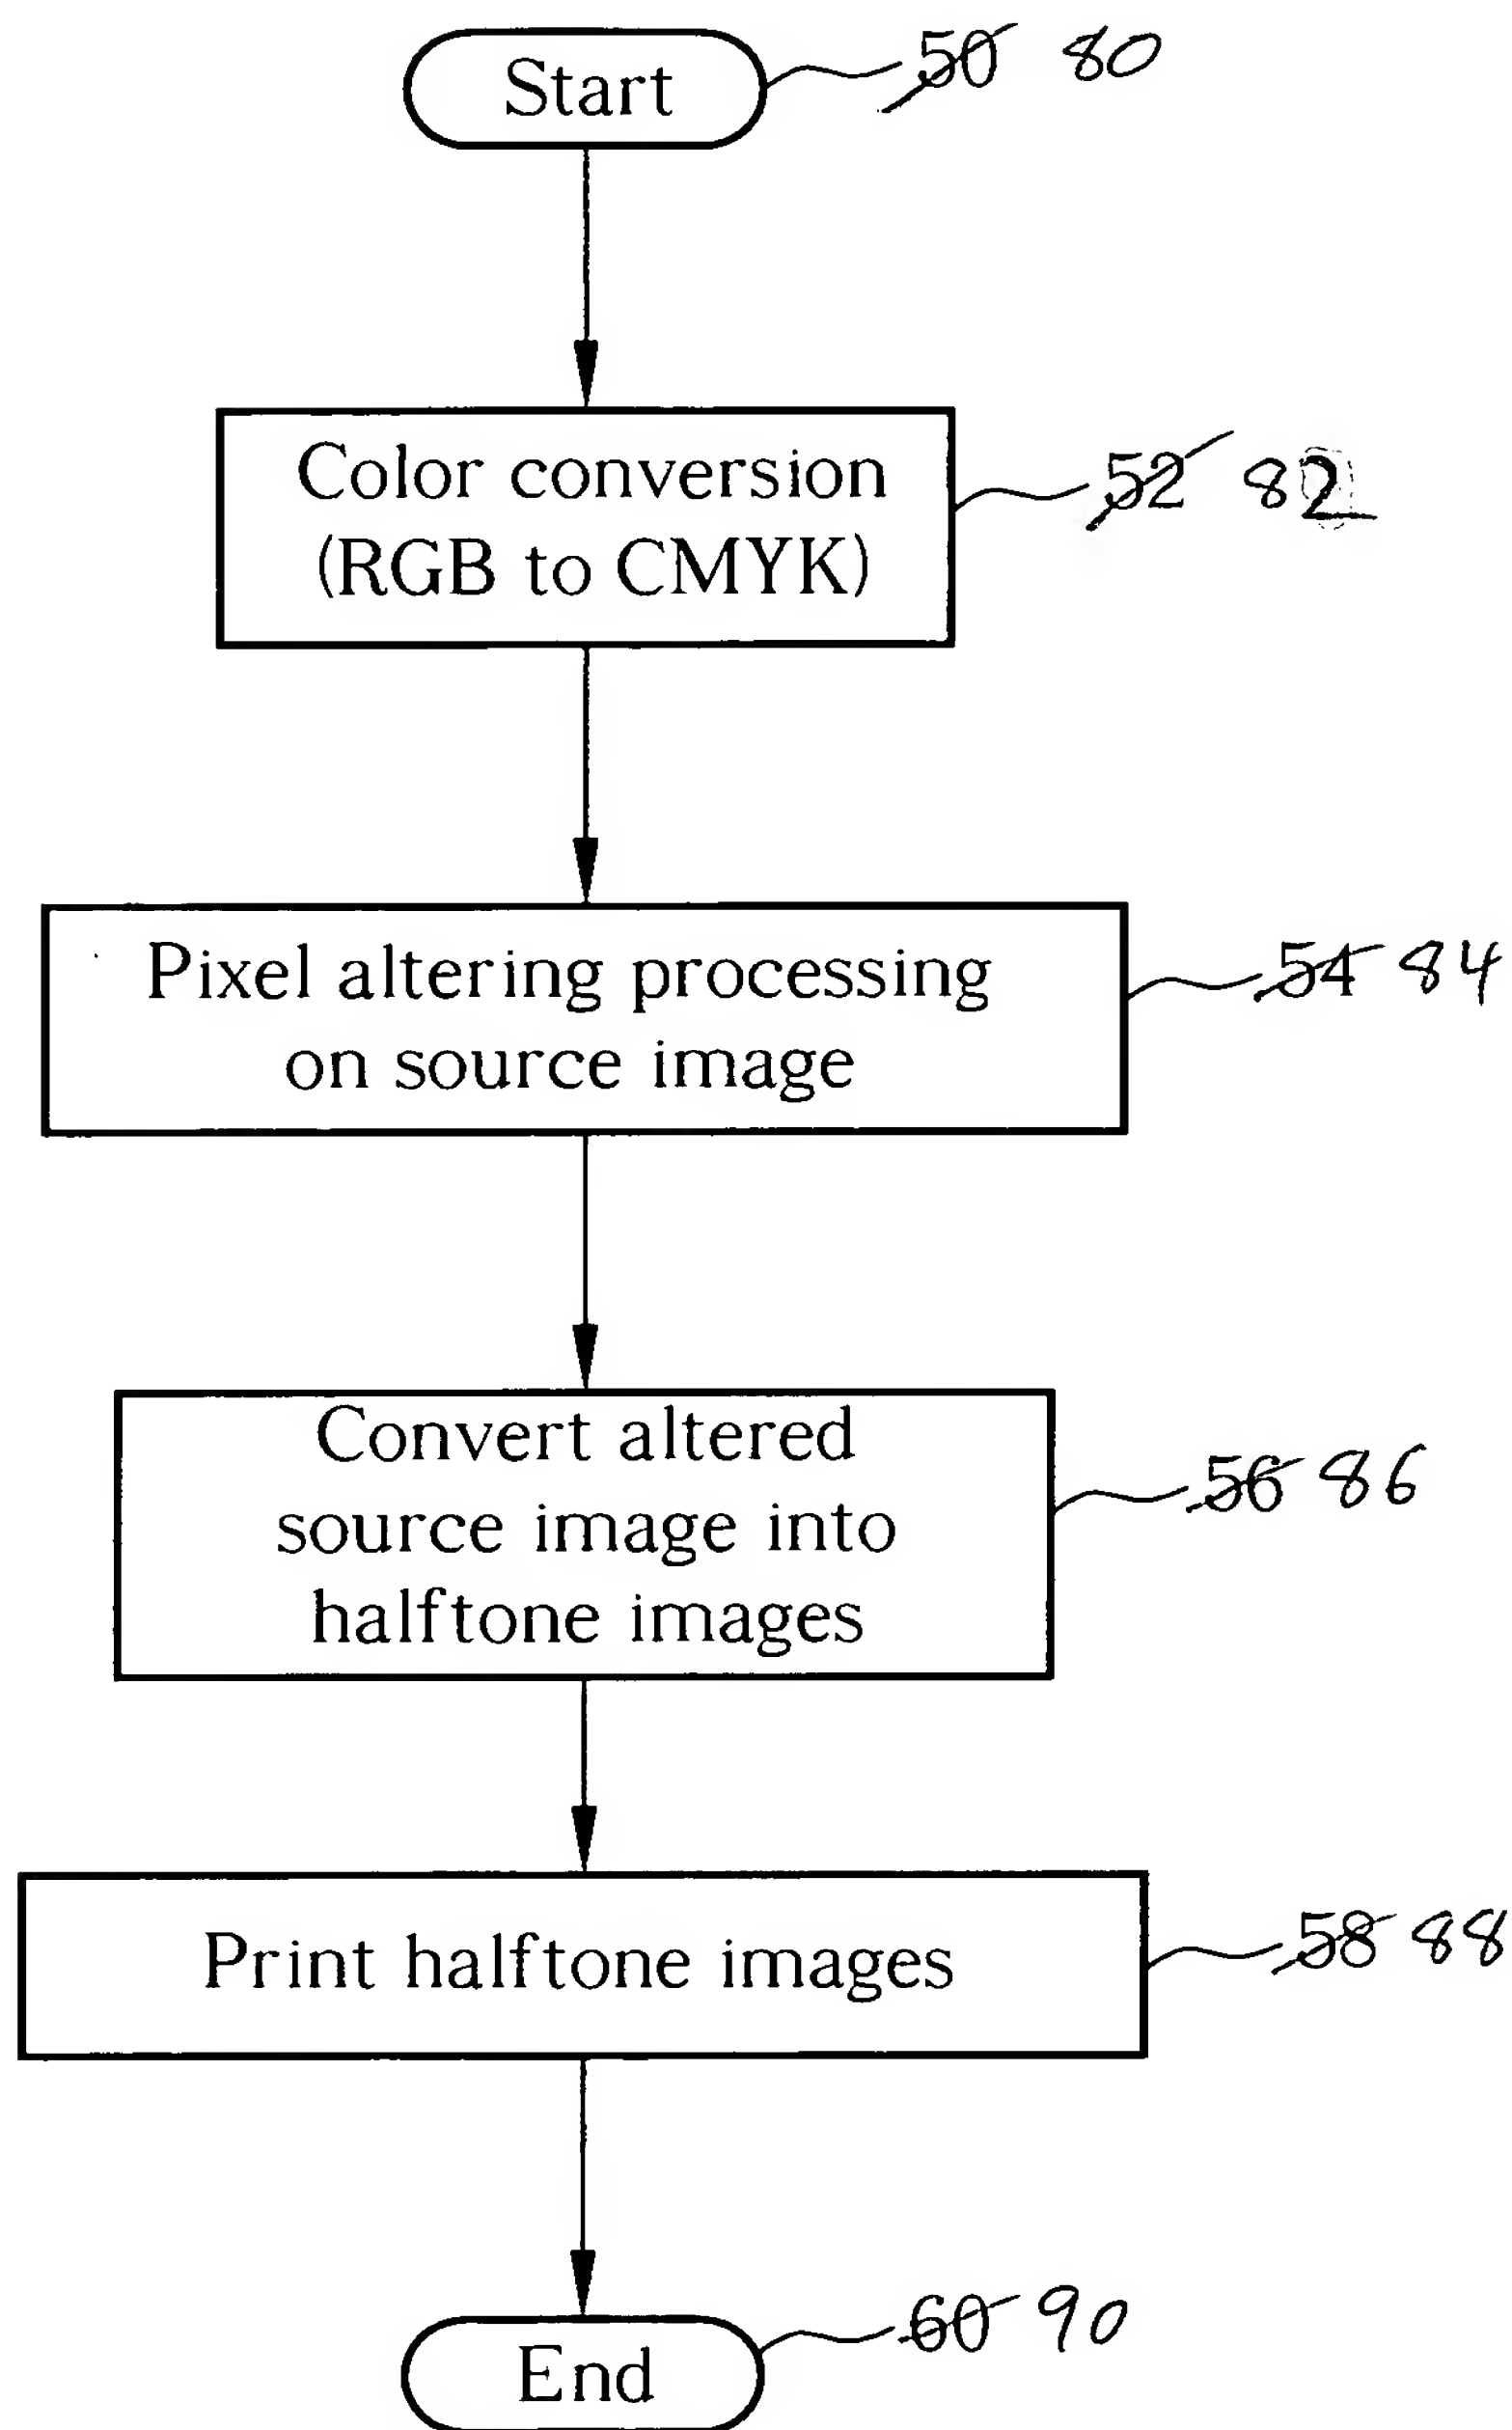 Start 50 80
Color conversion
(RGB to CMYK) 52 82
Pixel altering processing
on source image 54 84
Convert altered
source image into 56 86
halftone images
Print halftone images 58 88
End 60 90